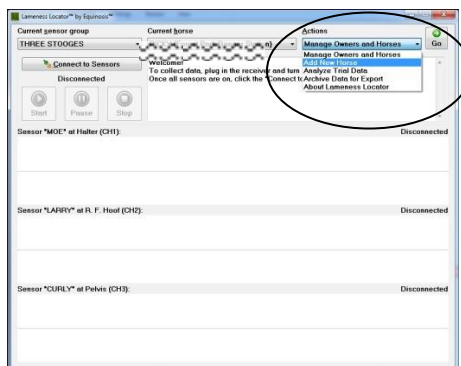 Lameness Locator™ by Equinosis™
Current sensor group
Current horse
Actions
THREE STOOGES
n)
Manage Owners and Horses
Go
Manage Owners and Horses
Add New Horse
Analyze Trial Data
Archive Data for Export
About Lameness Locator
Connect to Sensors
Disconnected
Welcome!
To collect data, plug in the receiver and turn
Once all sensors are on, click the "Connect to
Start
Pause
Stop
Sensor "MOE" at Halter (CH1):
Disconnected
Sensor "LARRY" at R. F. Hoof (CH2):
Disconnected
Sensor "CURLY" at Pelvis (CH3):
Disconnected